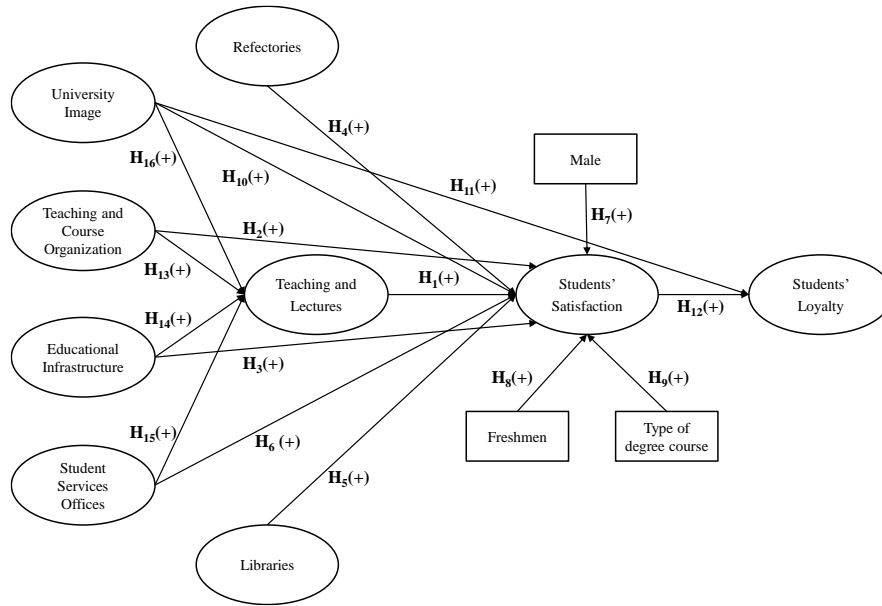 Refectories
University
Image
H4(+)
H16(+)
H10(+)
H11(+)
Male
H7(+)
Teaching and
Course
Organization
H2(+)
H13(+)
Teaching and
Lectures
H1(+)
Students’
Satisfaction
H12(+)
Students’
Loyalty
H14(+)
Educational
Infrastructure
H3(+)
H8(+)
H9(+)
Freshmen
Type of
degree course
H15(+)
H6 (+)
H5(+)
Student
Services
Offices
Libraries